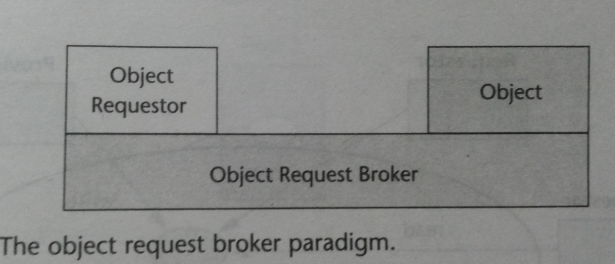 Object
Requestor
Object
Object Request Broker
The object request broker paradigm.